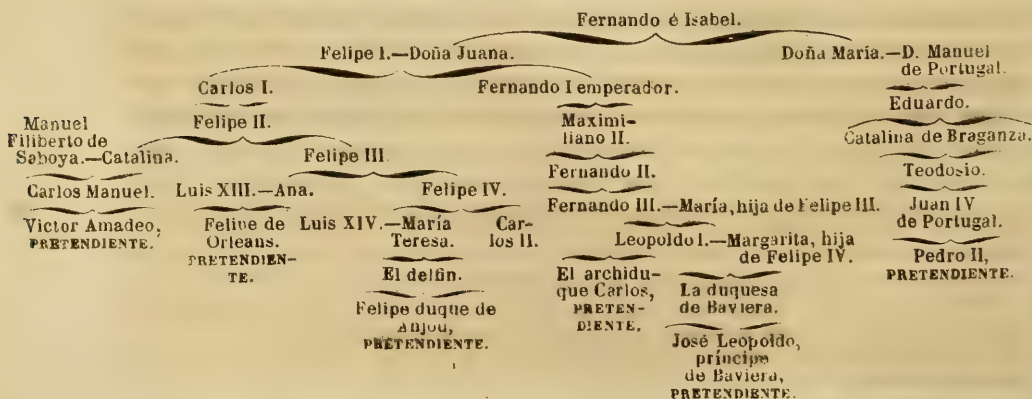 Fernando é Isabel.
Felipe I.—Doña Juana.
Doña María.—D. Manuel
de Portugal.
Carlos I.
Fernando I emperador.
Eduardo.
Manuel
Filiberto de
Saboya.—Catalina.
Felipe II.
Maximi-
liano II.
Catalina de Braganza.
Felipe III.
Fernando II.
Teodosio.
Carlos Manuel.
Luis XIII.—Ana.
Felipe IV.
Fernando III.—María, hija de Felipe III.
Juan IV
de Portugal.
Victor Amadeo,
PRETENDIENTE.
Felipe de
Orleans.
PRETENDIEN-
TE.
Luis XIV.—María
Teresa.
Car-
los II.
Leopoldo I.—Margarita, hija
de Felipe IV.
Pedro II,
PRETENDIENTE.
El delfin.
El archidu-
que Carlos,
PRETEN-
DIENTE.
La duquesa
de Baviera.
Felipe duque de
Anjou,
PRETENDIENTE.
José Leopoldo,
príncipe
de Baviera,
PRETENDIENTE.